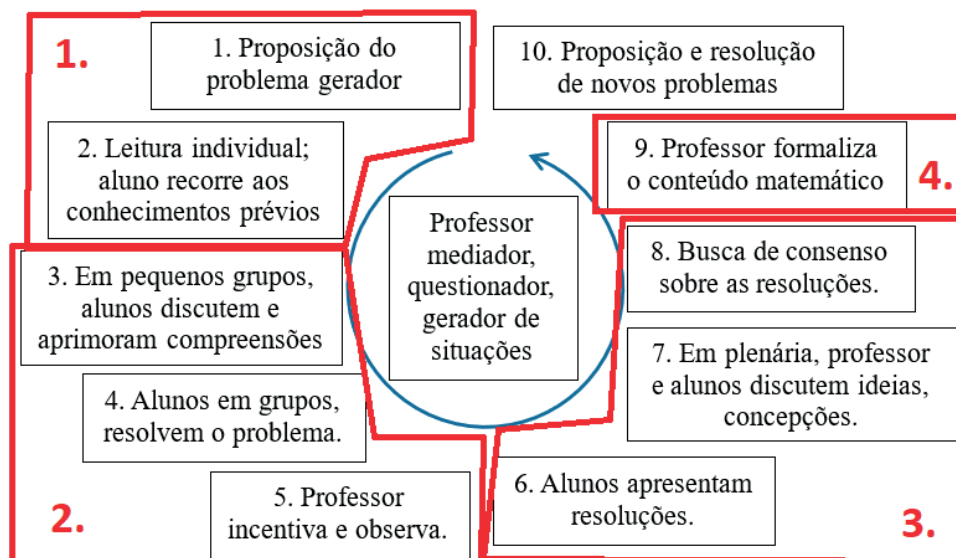 1.
1. Proposição do
problema gerador
2. Leitura individual;
aluno recorre aos
conhecimentos prévios
3. Em pequenos grupos,
alunos discutem e
aprimoram compreensões
4. Alunos em grupos,
resolvem o problema.
2.
5. Professor
incentiva e observa.
Professor
mediador,
questionador,
gerador de
situações
6. Alunos apresentam
resoluções.
3.
7. Em plenária, professor
e alunos discutem ideias,
concepções.
8. Busca de consenso
sobre as resoluções.
9. Professor formaliza
o conteúdo matemático
4.
10. Proposição e resolução
de novos problemas